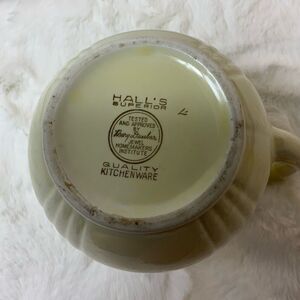 HALL'S
SUPERIOR
TESTED
AND APPROVED
BY
Mary Dunbar
JEWEL
HOMEMAKERS
INSTITUTE
QUALITY
KITCHENWARE